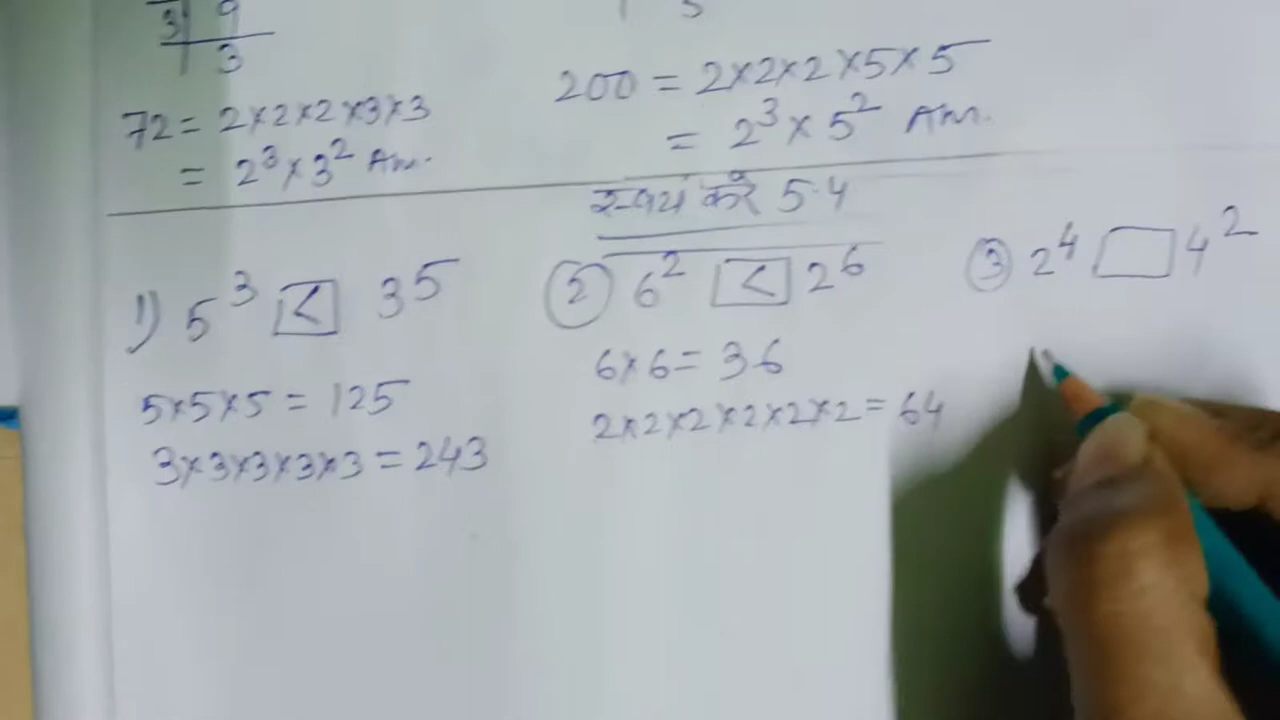 3 9
3
72 = 2×2×2×3×3
= 2³×3² Am.
200 = 2×2×2×5×5
= 2³×5² Am.
स्वयं करें 5.4
1) 5³ < 3⁵
5×5×5 = 125
3×3×3×3×3 = 243
2 6² < 2⁶
6×6 = 36
2×2×2×2×2×2 = 64
3 2⁴ □ 4²